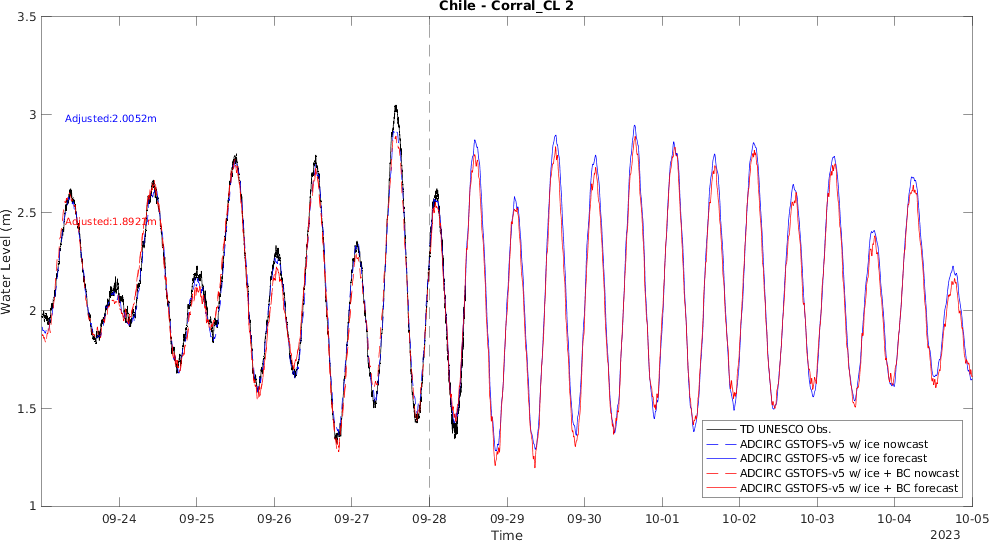 Chile - Corral_CL 2
3.5
3
2.5
2
1.5
1
Water Level (m)
Adjusted:2.0052m
Adjusted:1.8927m
TD UNESCO Obs.
ADCIRC GSTOFS-v5 w/ ice nowcast
ADCIRC GSTOFS-v5 w/ ice forecast
ADCIRC GSTOFS-v5 w/ ice + BC nowcast
ADCIRC GSTOFS-v5 w/ ice + BC forecast
09-24 09-25 09-26 09-27 09-28 09-29 09-30 10-01 10-02 10-03 10-04 10-05
Time
2023